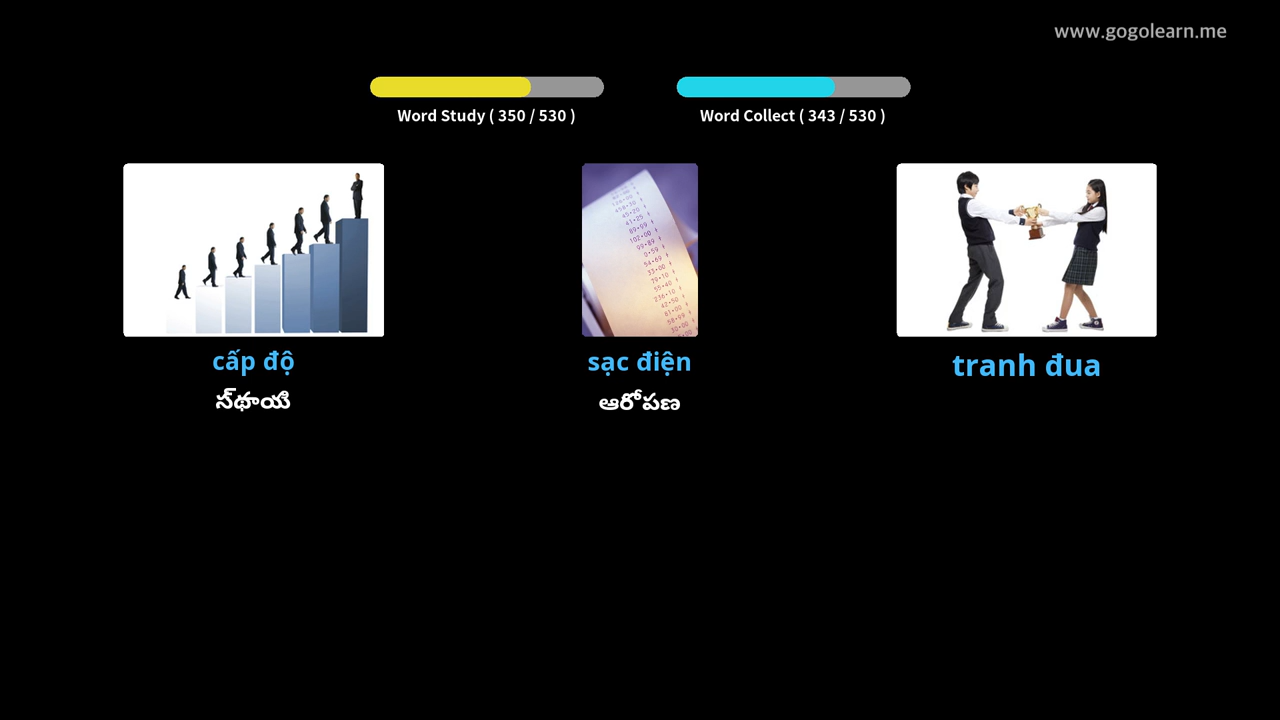 www.gogolearn.me
Word Study ( 350 / 530 )
Word Collect ( 343 / 530 )
cấp độ
sạc điện
tranh đua
స్థాయి
ఆరోపణ